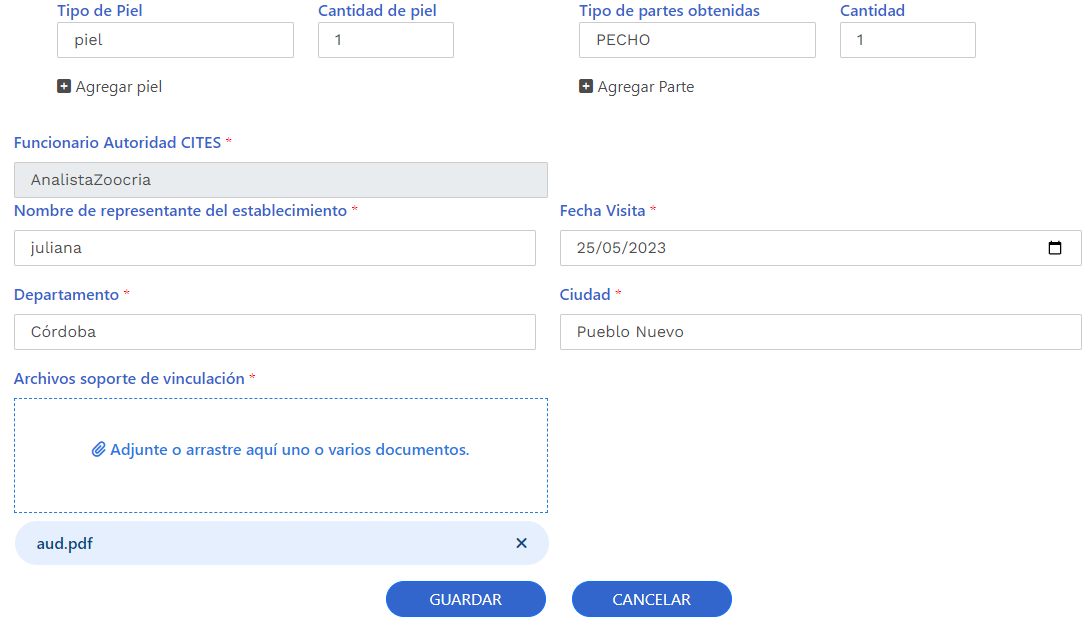 Tipo de Piel Cantidad de piel Tipo de partes obtenidas Cantidad
piel 1 PECHO 1
Agregar piel Agregar Parte
Funcionario Autoridad CITES *
AnalistaZoocria
Nombre de representante del establecimiento * Fecha Visita *
juliana 25/05/2023
Departamento * Ciudad *
Córdoba Pueblo Nuevo
Archivos soporte de vinculación *
Adjunte o arrastre aquí uno o varios documentos.
aud.pdf ×
GUARDAR CANCELAR